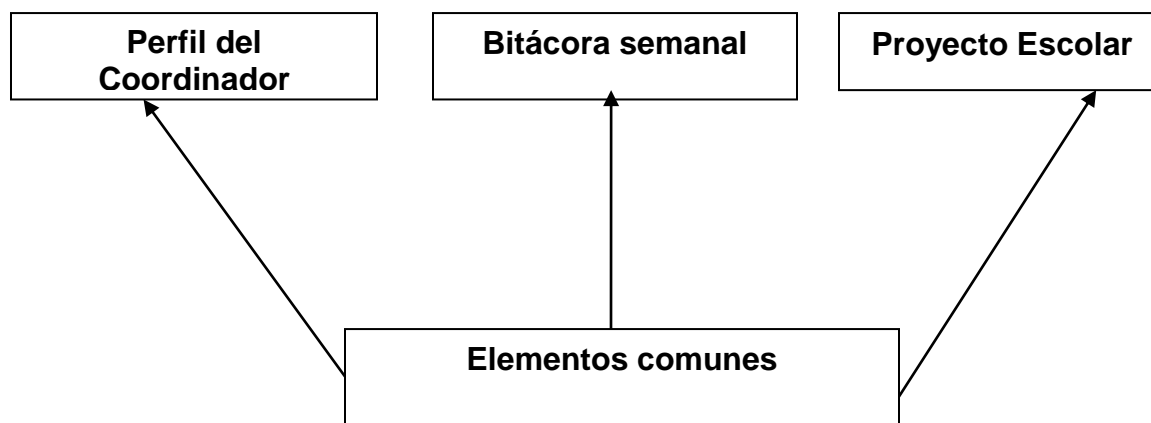 Perfil del
Coordinador
Bitácora semanal
Proyecto Escolar
Elementos comunes